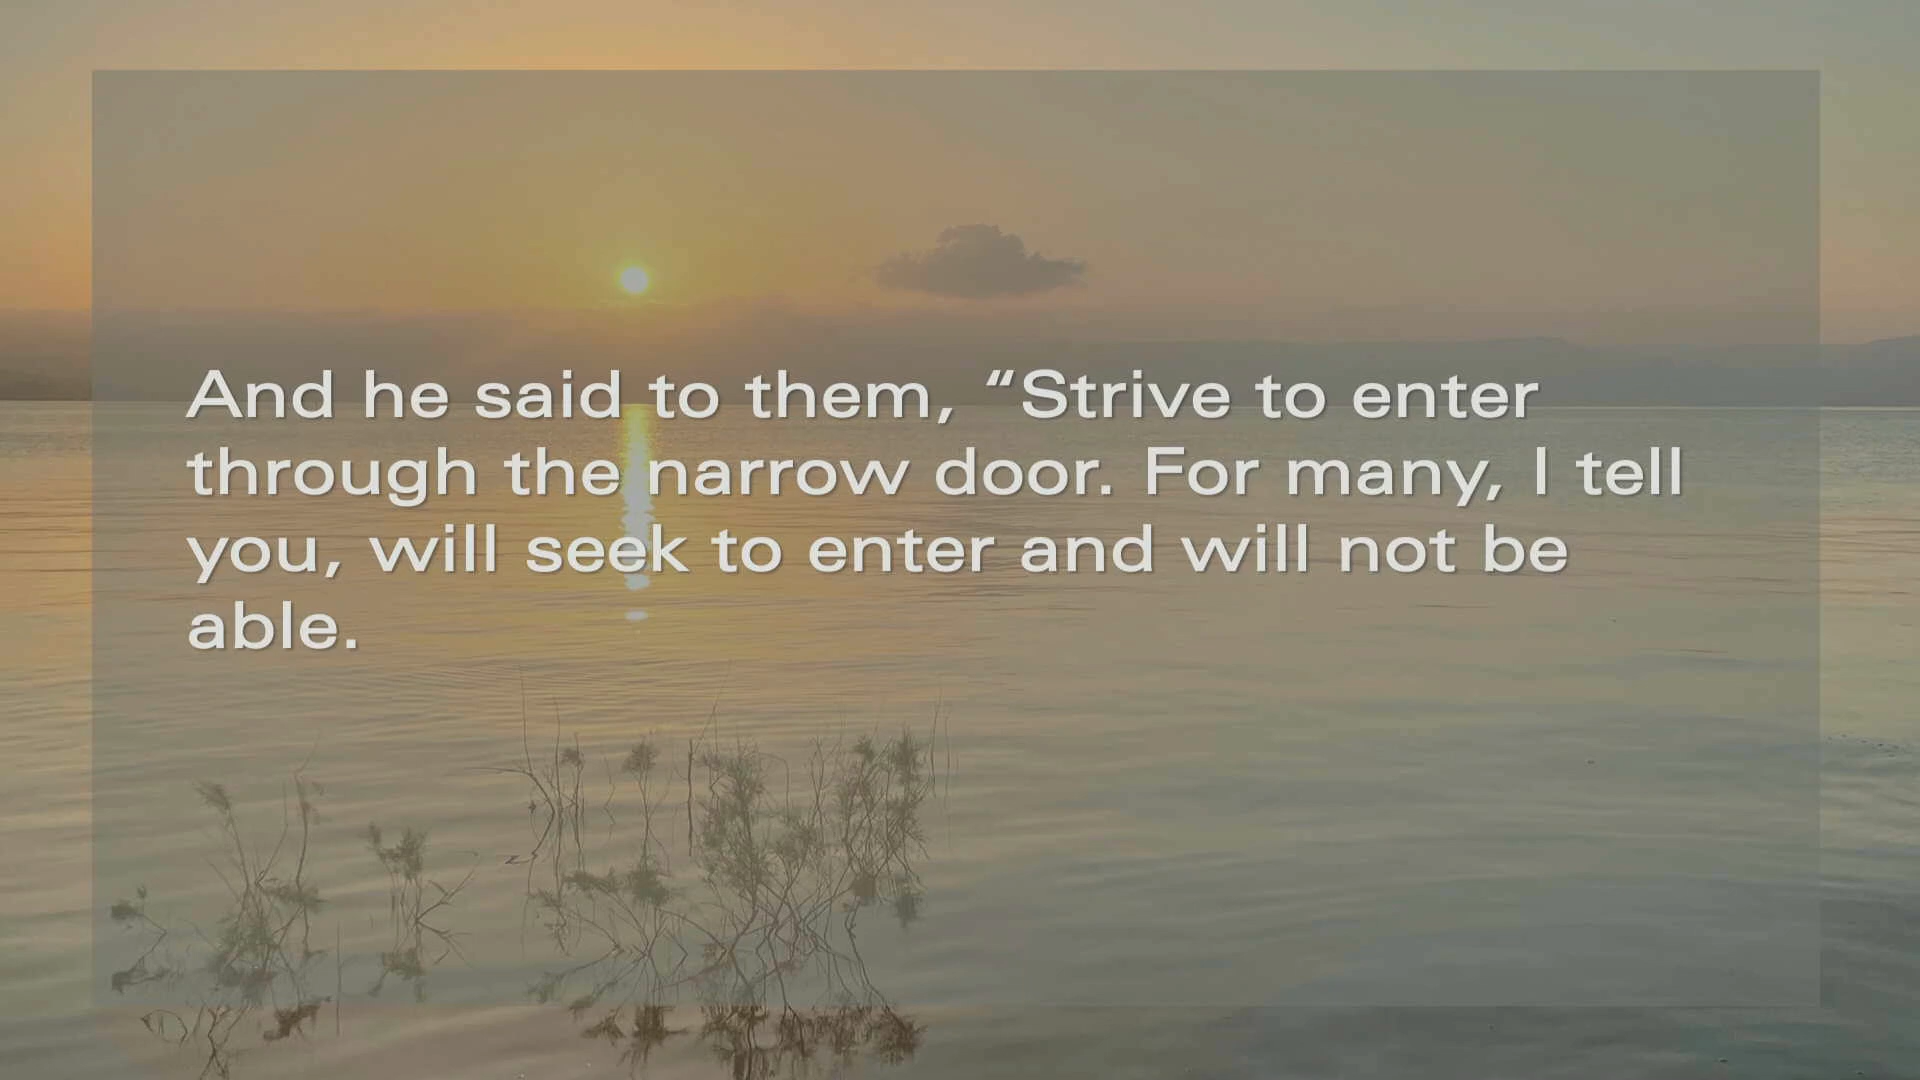 And he said to them, “Strive to enter
through the narrow door. For many, I tell
you, will seek to enter and will not be
able.